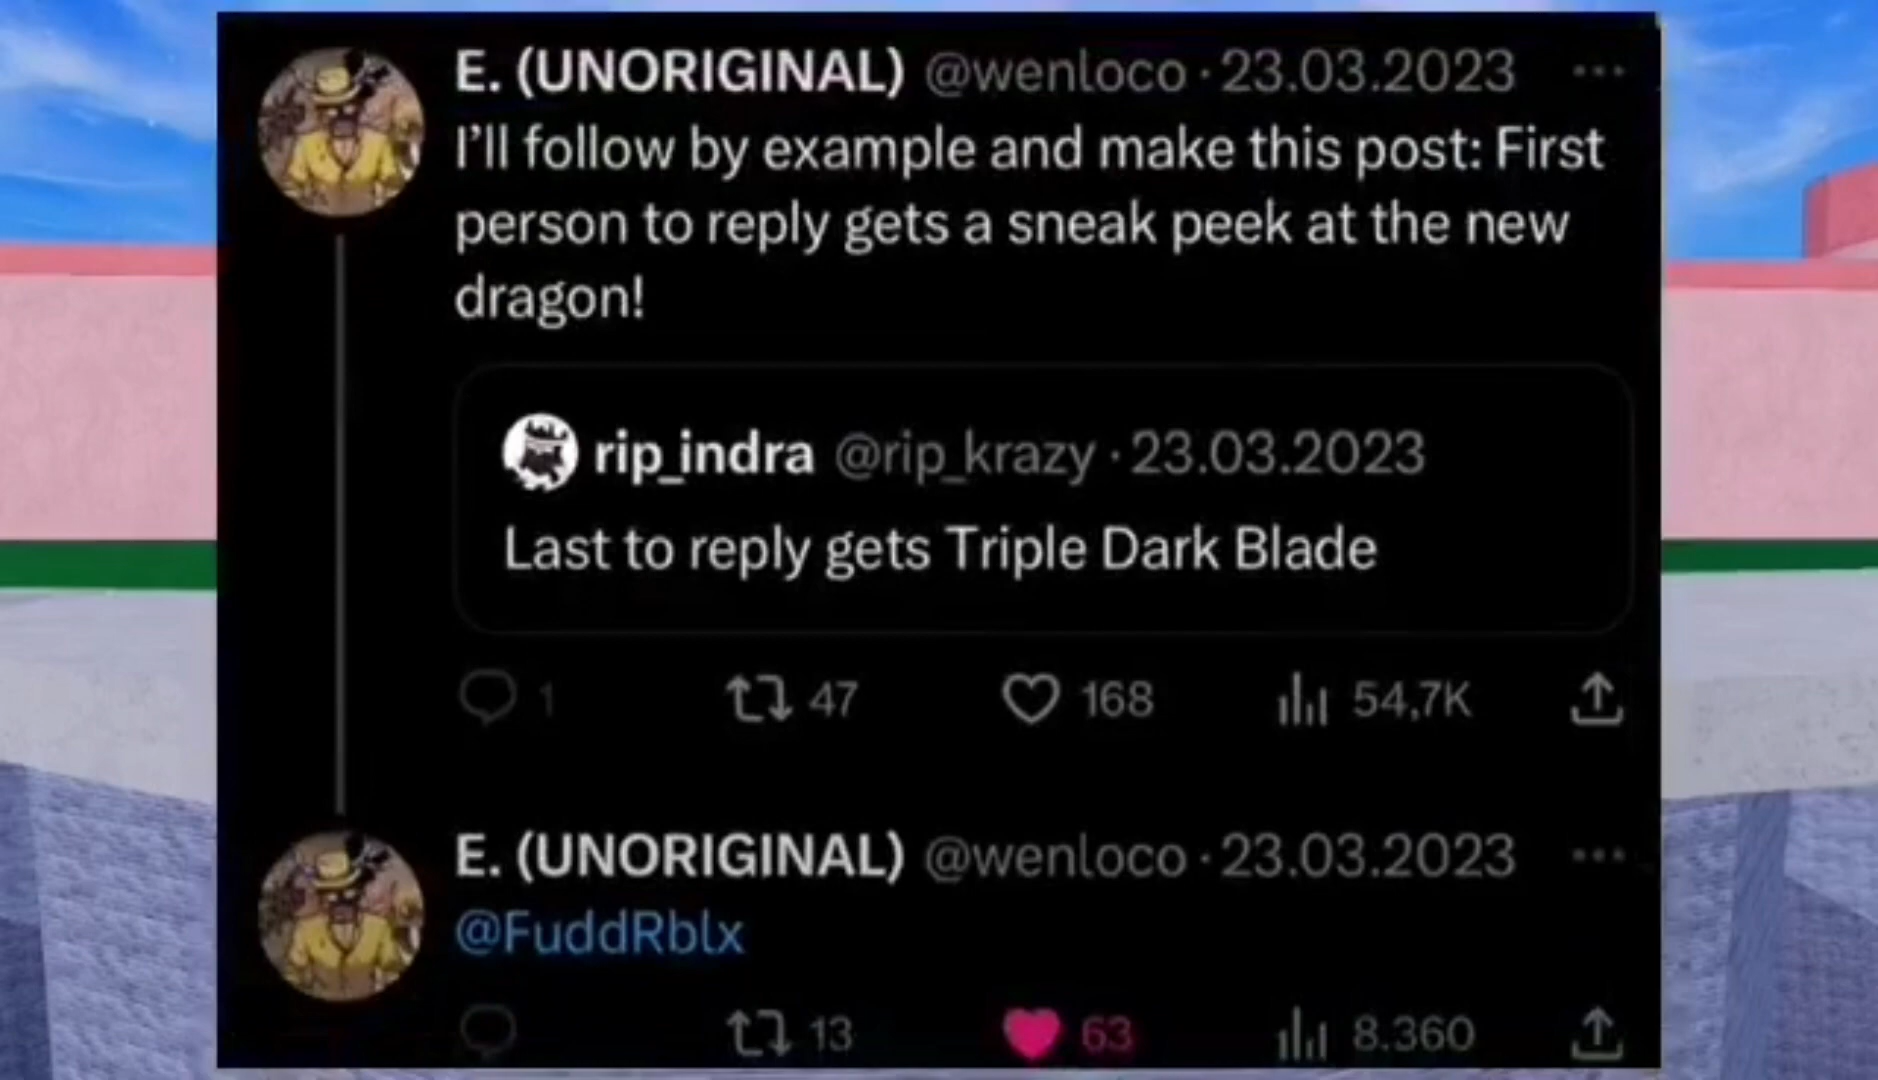 E. (UNORIGINAL) @wenloco · 23.03.2023 ...
I'll follow by example and make this post: First
person to reply gets a sneak peek at the new
dragon!
rip_indra @rip_krazy · 23.03.2023
Last to reply gets Triple Dark Blade
1 47 168 54,7K
E. (UNORIGINAL) @wenloco · 23.03.2023 ...
@FuddRblx
13 63 8.360